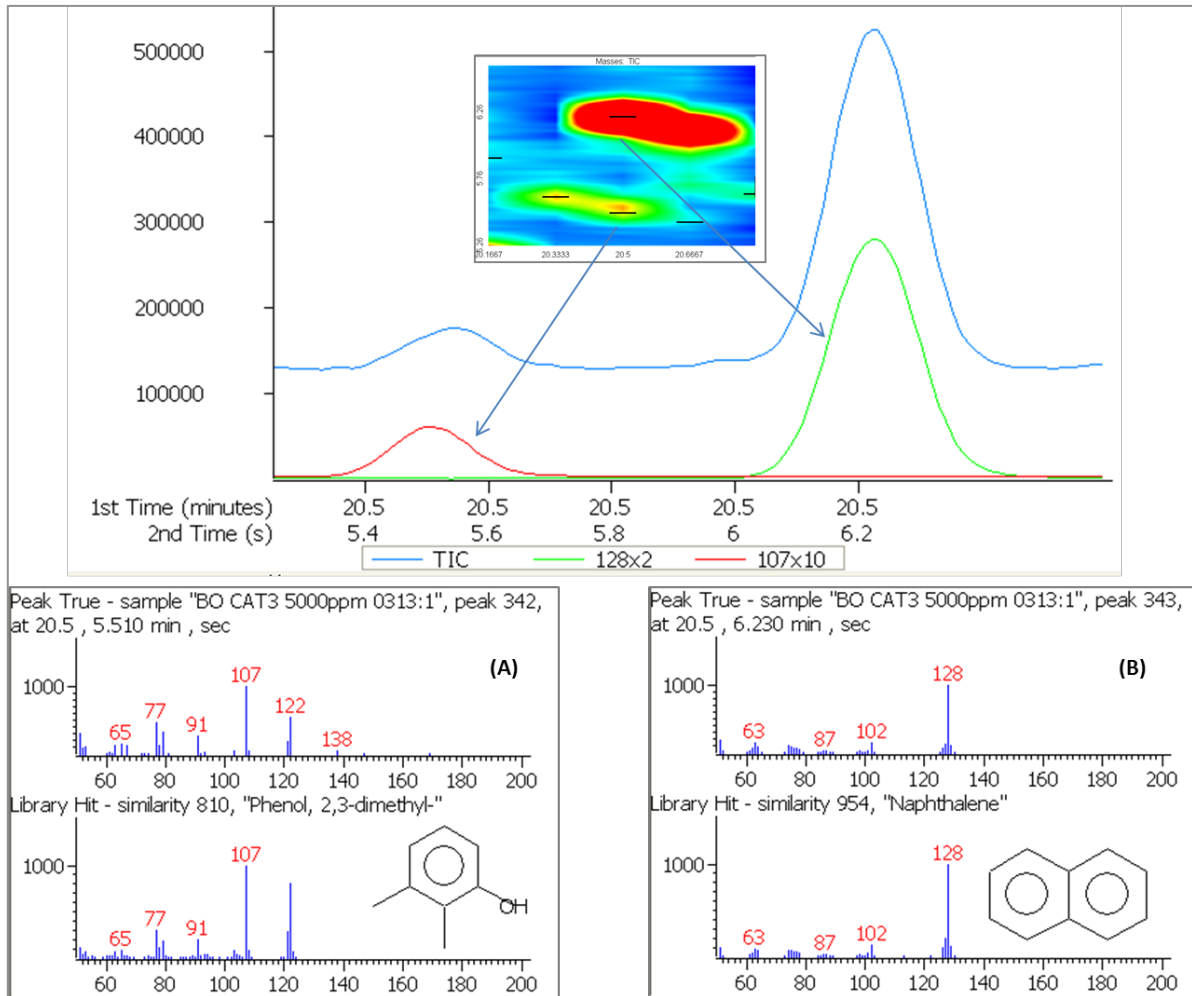 500000
400000
300000
200000
100000
Masses: TIC
6.26
5.76
5.26
20.1667 20.3333 20.5 20.6667
1st Time (minutes) 20.5 20.5 20.5 20.5 20.5
2nd Time (s) 5.4 5.6 5.8 6 6.2
TIC 128x2 107x10
Peak True - sample "BO CAT3 5000ppm 0313:1", peak 342,
at 20.5 , 5.510 min , sec
(A)
1000
107
122
77
65
91
138
60 80 100 120 140 160 180 200
Library Hit - similarity 810, "Phenol, 2,3-dimethyl-"
1000
107
77
65
91
OH
60 80 100 120 140 160 180 200
Peak True - sample "BO CAT3 5000ppm 0313:1", peak 343,
at 20.5 , 6.230 min , sec
(B)
1000
128
63
87
102
60 80 100 120 140 160 180 200
Library Hit - similarity 954, "Naphthalene"
1000
128
63
87
102
60 80 100 120 140 160 180 200